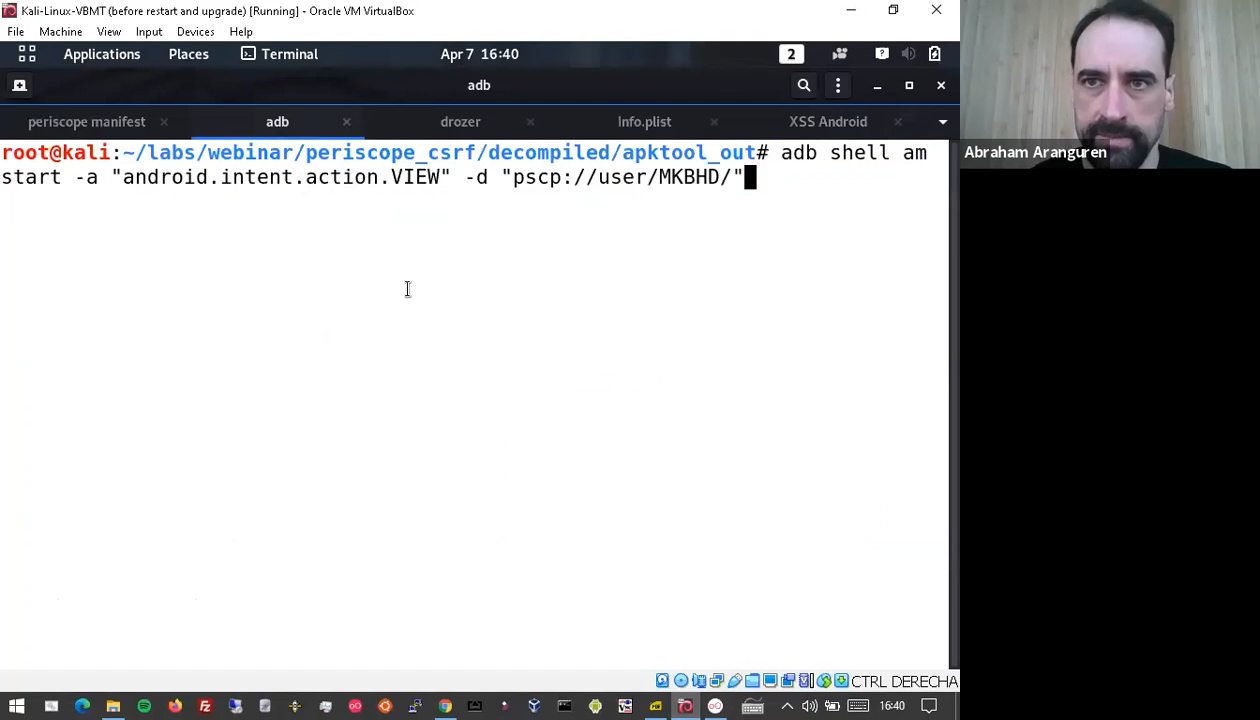 Kali-Linux-VBMT (before restart and upgrade) [Running] - Oracle VM VirtualBox
File Machine View Input Devices Help
Applications Places Terminal Apr 7 16:40 2
adb
periscope manifest adb drozer Info.plist XSS Android
root@kali:~/labs/webinar/periscope_csrf/decompiled/apktool_out# adb shell am
start -a "android.intent.action.VIEW" -d "pscp://user/MKBHD/"
Abraham Aranguren
CTRL DERECHA
16:40